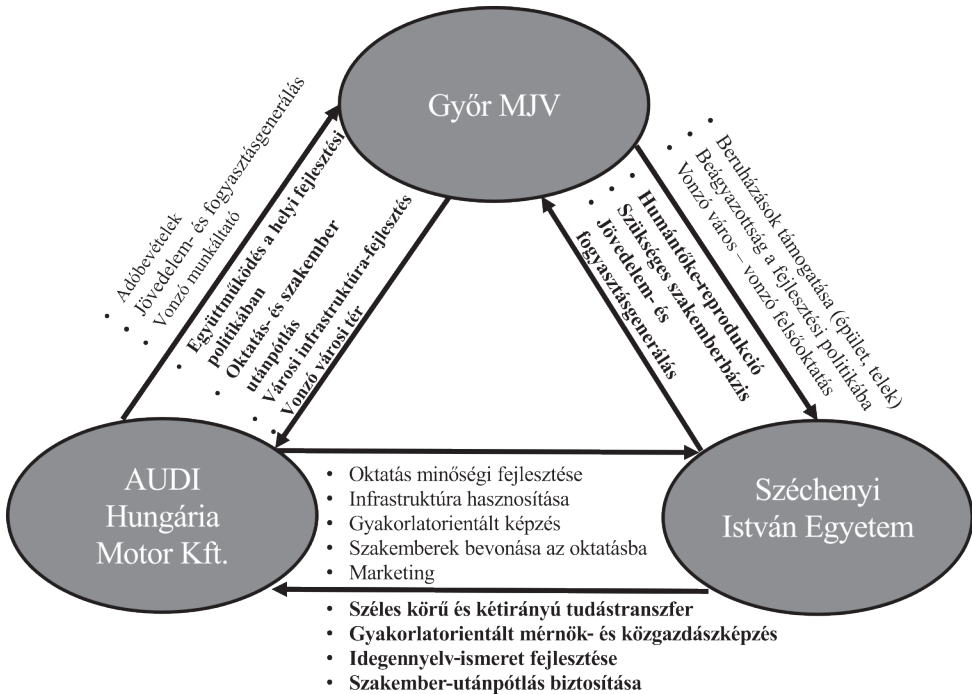 Győr MJV
• Adóbevételek
• Jövedelem- és fogyasztásgenerálás
• Vonzó munkáltató
• Együttműködés a helyi fejlesztési
politikában
• Oktatás- és szakember
utánpótlás
• Városi infrastruktúra-fejlesztés
• Vonzó városi tér
• Beruházások támogatása (épület, telek)
• Beágyazottság a fejlesztési politikába
• Vonzó város – vonzó felsőoktatás
• Humántőke-reprodukció
• Szükséges szakemberbázis
• Jövedelem- és
fogyasztásgenerálás
AUDI
Hungária
Motor Kft.
Széchenyi
István Egyetem
• Oktatás minőségi fejlesztése
• Infrastruktúra hasznosítása
• Gyakorlatorientált képzés
• Szakemberek bevonása az oktatásba
• Marketing
• Széles körű és kétirányú tudástranszfer
• Gyakorlatorientált mérnök- és közgazdászképzés
• Idegennyelv-ismeret fejlesztése
• Szakember-utánpótlás biztosítása